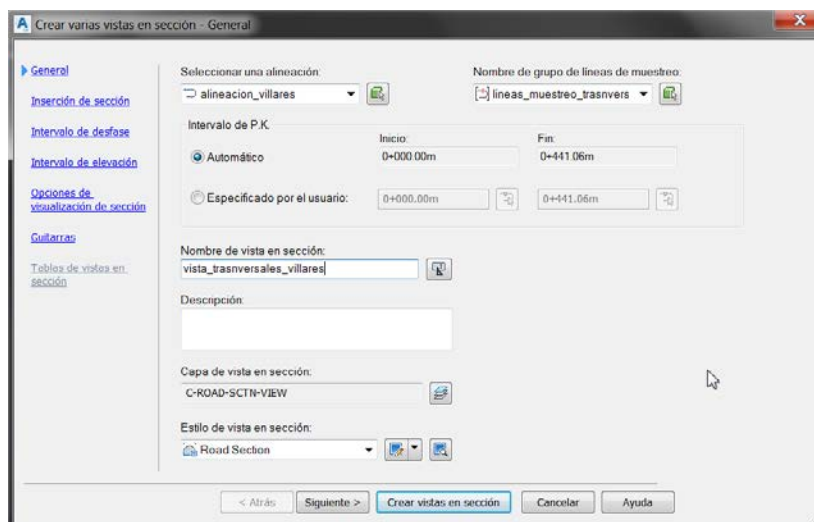 Crear varias vistas en sección - General
General
Inserción de sección
Intervalo de desfase
Intervalo de elevación
Opciones de
visualización de sección
Guitarras
Tablas de vistas en
sección
Seleccionar una alineación:
alineacion_villares
Nombre de grupo de líneas de muestreo:
lineas_muestreo_trasnvers
Intervalo de P.K.
Inicio:
Fin:
Automático
0+000.00m
0+441.06m
Especificado por el usuario:
0+000.00m
0+441.06m
Nombre de vista en sección:
vista_trasnversales_villares
Descripción:
Capa de vista en sección:
C-ROAD-SCTN-VIEW
Estilo de vista en sección:
Road Section
< Atrás
Siguiente >
Crear vistas en sección
Cancelar
Ayuda